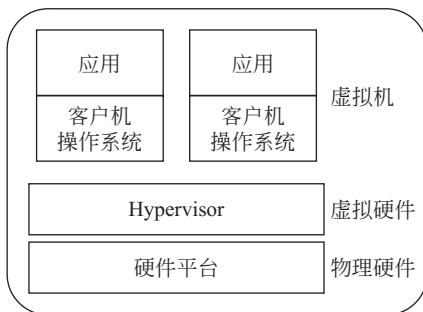 应用
应用
虚拟机
客户机
操作系统
客户机
操作系统
Hypervisor
虚拟硬件
硬件平台
物理硬件